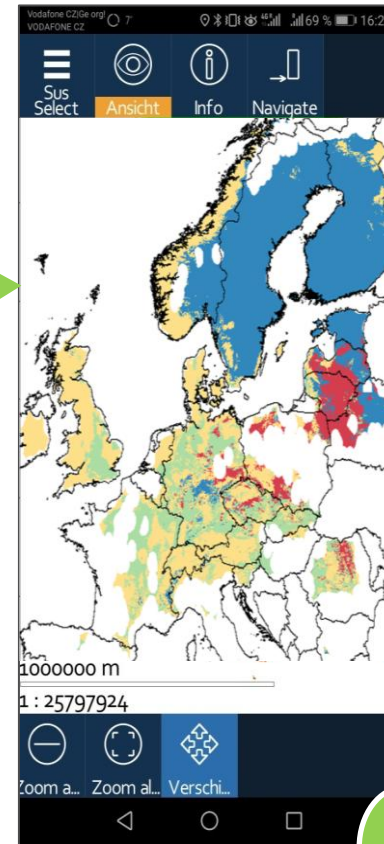 Vodafone CZ|Ge org! 7°
VODAFONE CZ 69 % 16:2
Sus Select
Ansicht
Info
Navigate
1000000 m
1 : 25797924
Zoom a...
Zoom al...
Verschi...